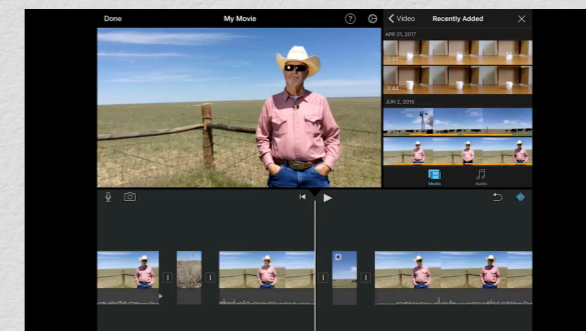 Done
My Movie
?
Video
Recently Added
APR 21, 2017
JUN 2, 2016
Media
Audio